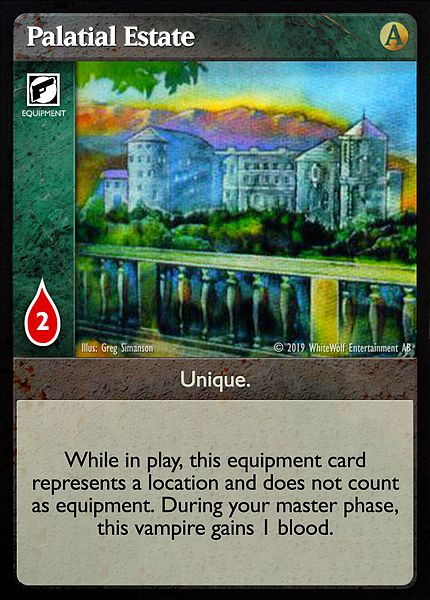 Palatial Estate
A
EQUIPMENT
2
Illus: Greg Simanson
© 2019 WhiteWolf Entertainment AB
Unique.
While in play, this equipment card
represents a location and does not count
as equipment. During your master phase,
this vampire gains 1 blood.